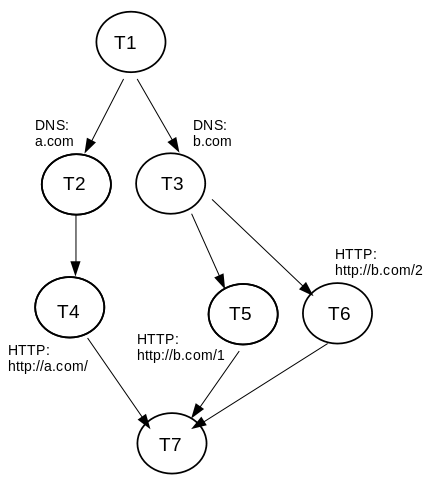 T1
DNS:
a.com
DNS:
b.com
T2
T3
HTTP:
http://b.com/2
T4
T5
T6
HTTP:
http://a.com/
HTTP:
http://b.com/1
T7